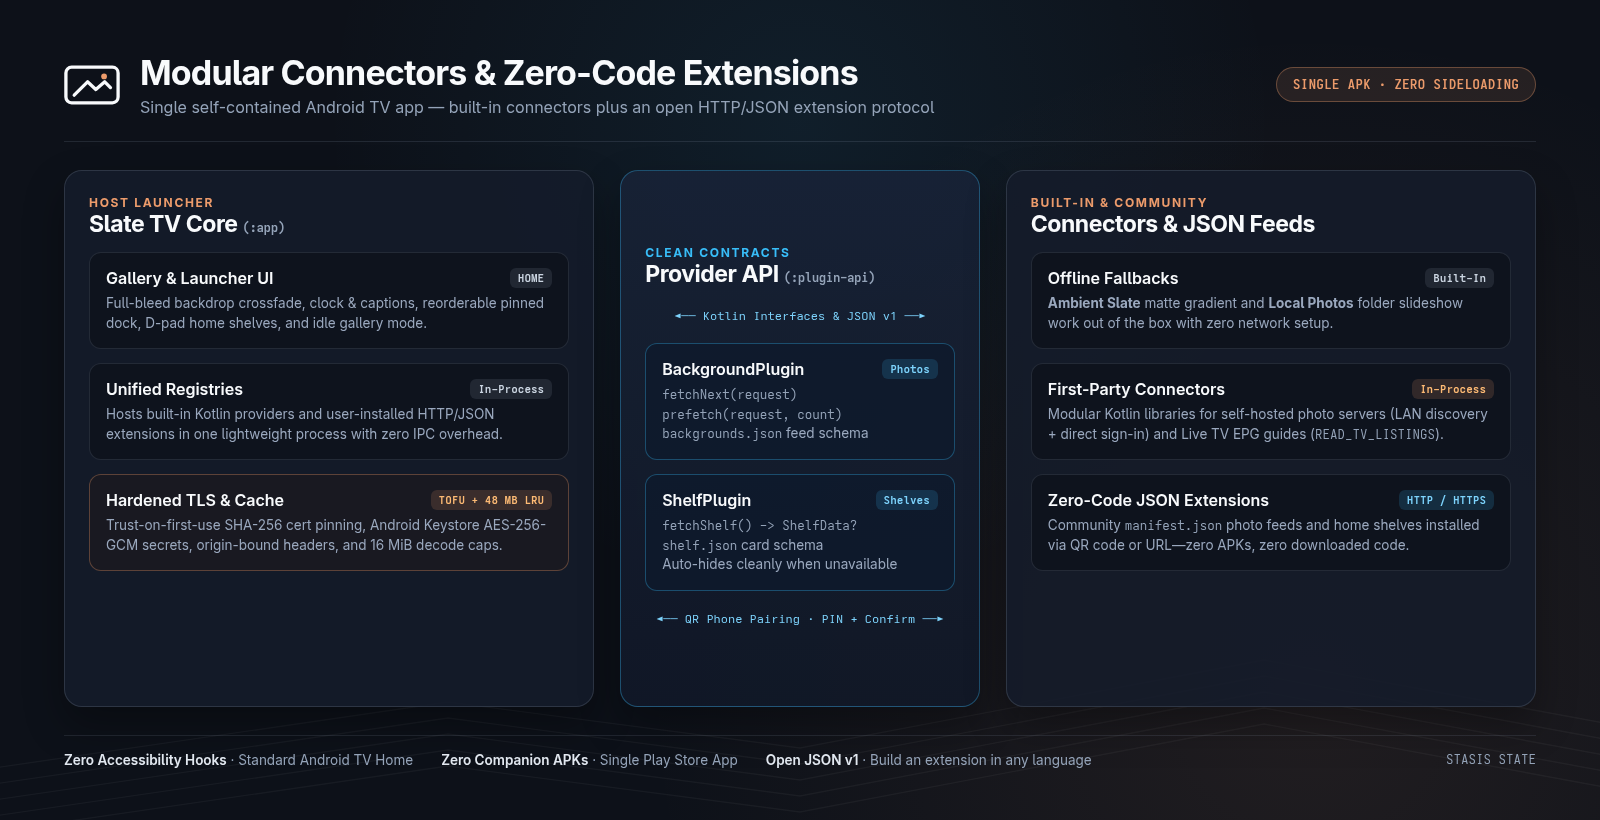 Modular Connectors & Zero-Code Extensions
Single self-contained Android TV app — built-in connectors plus an open HTTP/JSON extension protocol
SINGLE APK · ZERO SIDELOADING
HOST LAUNCHER
Slate TV Core (:app)
Gallery & Launcher UI
HOME
Full-bleed backdrop crossfade, clock & captions, reorderable pinned
dock, D-pad home shelves, and idle gallery mode.
Unified Registries
In-Process
Hosts built-in Kotlin providers and user-installed HTTP/JSON
extensions in one lightweight process with zero IPC overhead.
Hardened TLS & Cache
TOFU + 48 MB LRU
Trust-on-first-use SHA-256 cert pinning, Android Keystore AES-256-
GCM secrets, origin-bound headers, and 16 MiB decode caps.
CLEAN CONTRACTS
Provider API (:plugin-api)
◄── Kotlin Interfaces & JSON v1 ──►
BackgroundPlugin
Photos
fetchNext(request)
prefetch(request, count)
backgrounds.json feed schema
ShelfPlugin
Shelves
fetchShelf() -> ShelfData?
shelf.json card schema
Auto-hides cleanly when unavailable
◄── QR Phone Pairing · PIN + Confirm ──►
BUILT-IN & COMMUNITY
Connectors & JSON Feeds
Offline Fallbacks
Built-In
Ambient Slate matte gradient and Local Photos folder slideshow
work out of the box with zero network setup.
First-Party Connectors
In-Process
Modular Kotlin libraries for self-hosted photo servers (LAN discovery
+ direct sign-in) and Live TV EPG guides (READ_TV_LISTINGS).
Zero-Code JSON Extensions
HTTP / HTTPS
Community manifest.json photo feeds and home shelves installed
via QR code or URL—zero APKs, zero downloaded code.
Zero Accessibility Hooks · Standard Android TV Home
Zero Companion APKs · Single Play Store App
Open JSON v1 · Build an extension in any language
STASIS STATE